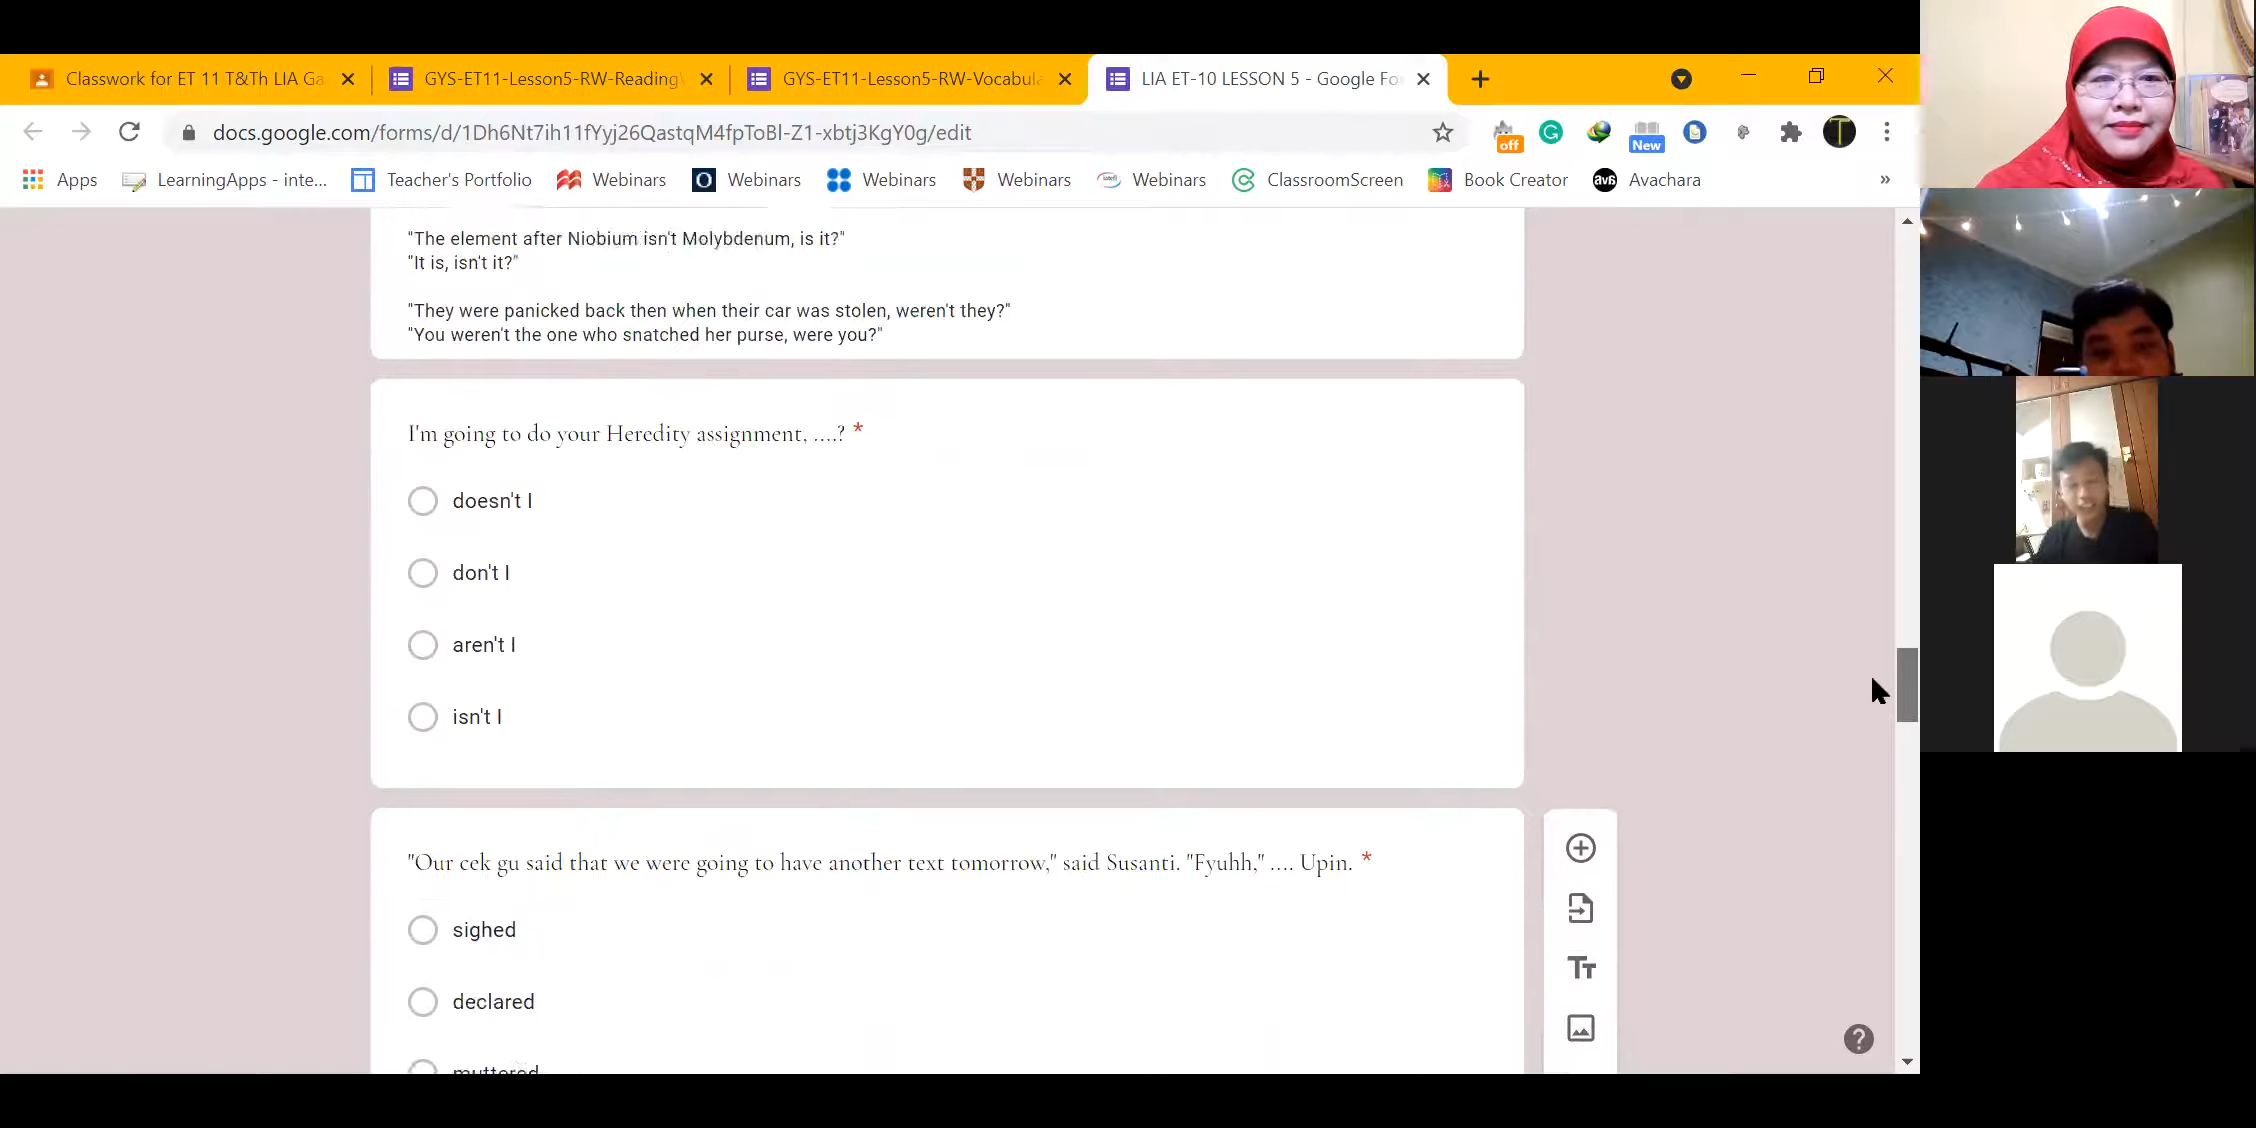 Classwork for ET 11 T&Th LIA Ga
GYS-ET11-Lesson5-RW-Reading
GYS-ET11-Lesson5-RW-Vocabula
LIA ET-10 LESSON 5 - Google Fo
docs.google.com/forms/d/1Dh6Nt7ih11fYyj26QastqM4fpToBl-Z1-xbtj3KgY0g/edit
off
New
T
Apps
LearningApps - inte...
Teacher's Portfolio
Webinars
Webinars
Webinars
Webinars
Webinars
ClassroomScreen
Book Creator
Avachara
"The element after Niobium isn't Molybdenum, is it?"
"It is, isn't it?"
"They were panicked back then when their car was stolen, weren't they?"
"You weren't the one who snatched her purse, were you?"
I'm going to do your Heredity assignment, ....? *
doesn't I
don't I
aren't I
isn't I
"Our cek gu said that we were going to have another text tomorrow," said Susanti. "Fyuhh," .... Upin. *
sighed
declared
muttered